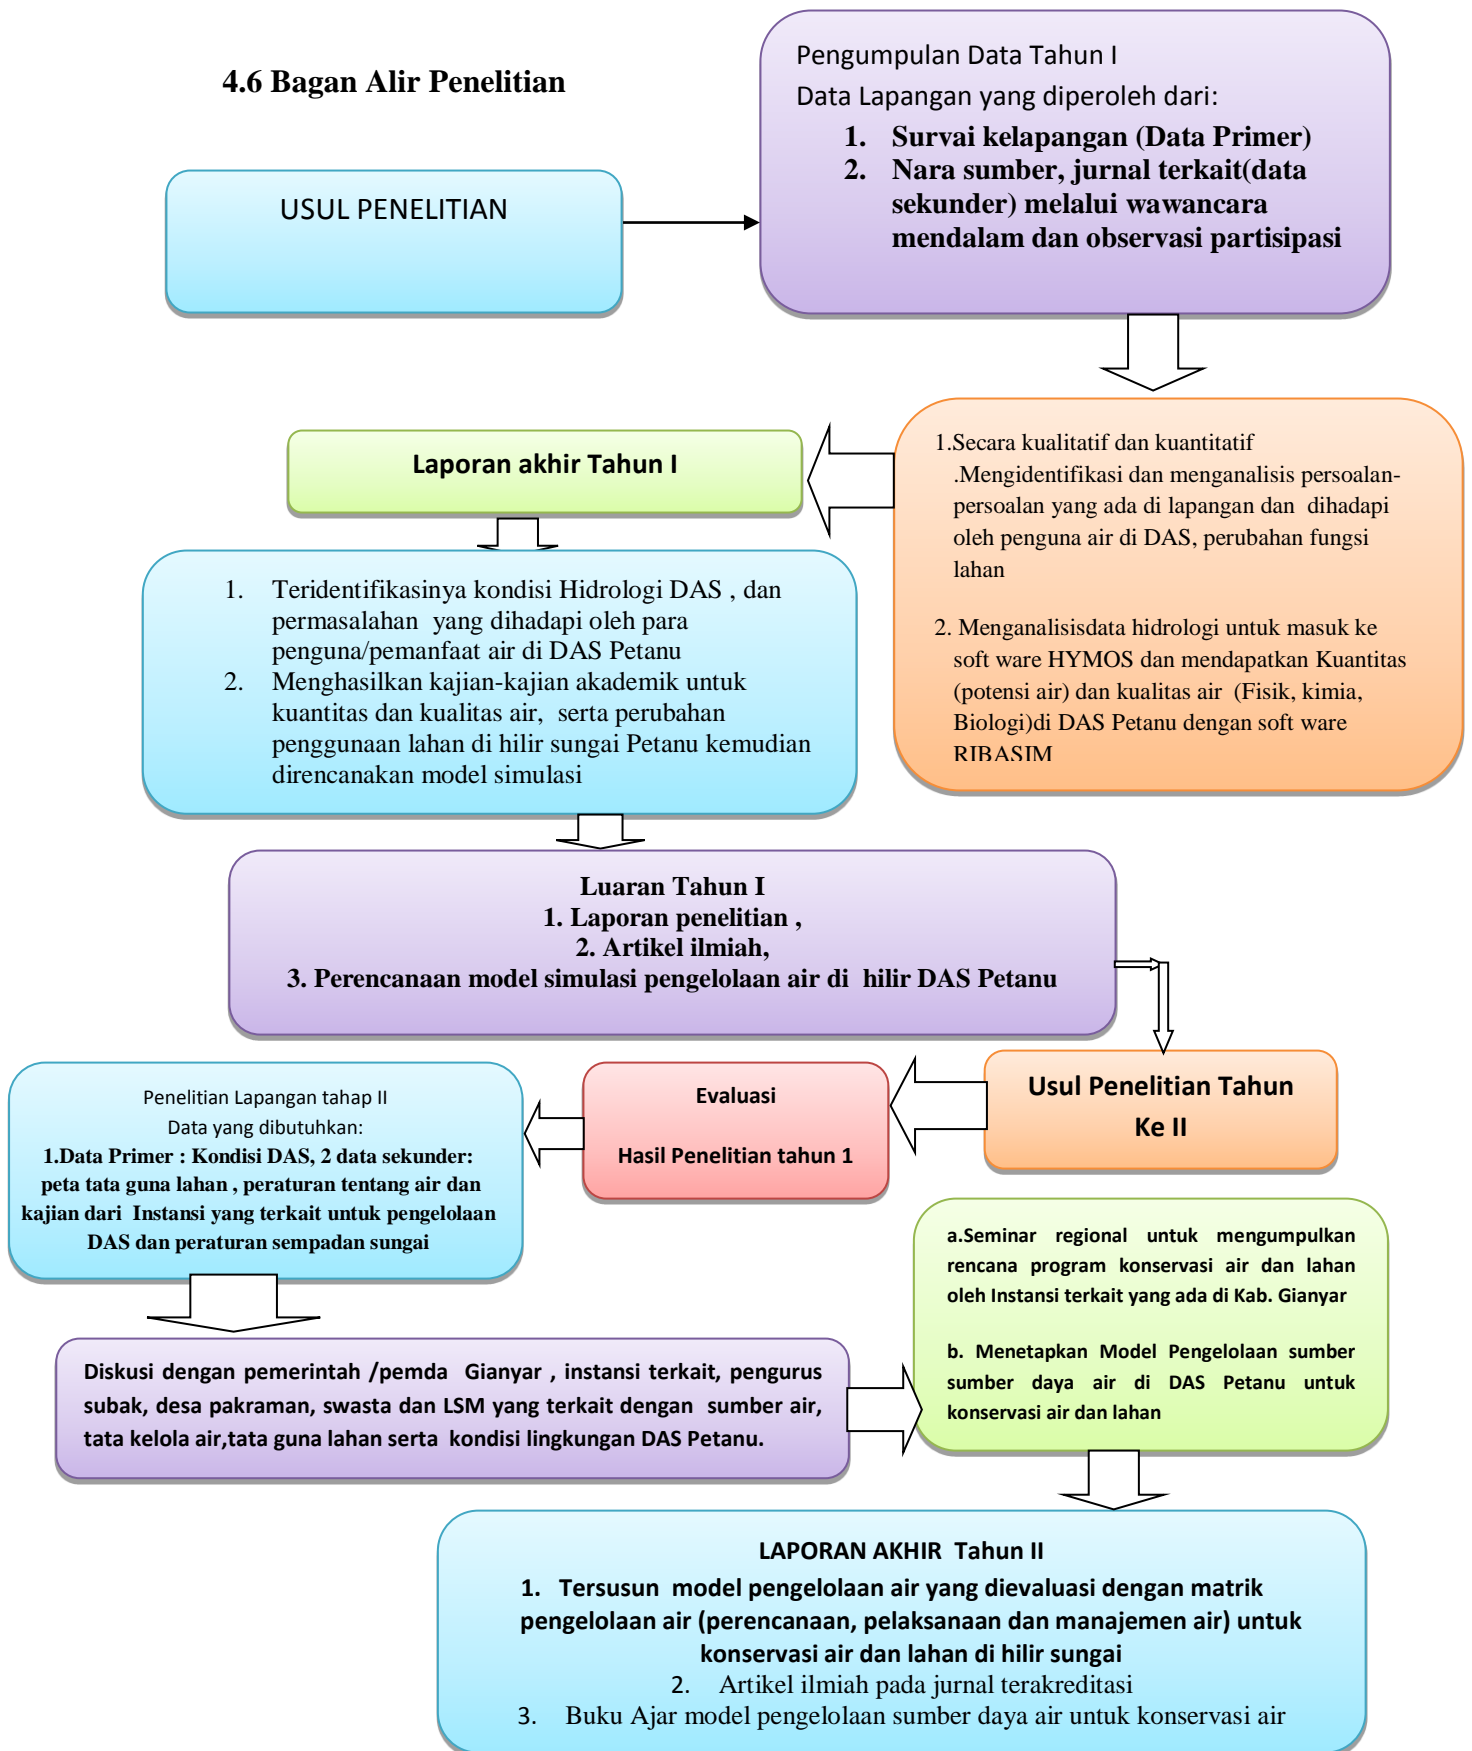 4.6 Bagan Alir Penelitian
USUL PENELITIAN
Pengumpulan Data Tahun I
Data Lapangan yang diperoleh dari:
1. Survai kelapangan (Data Primer)
2. Nara sumber, jurnal terkait(data
sekunder) melalui wawancara
mendalam dan observasi partisipasi
1.Secara kualitatif dan kuantitatif
.Mengidentifikasi dan menganalisis persoalan-
persoalan yang ada di lapangan dan dihadapi
oleh penguna air di DAS, perubahan fungsi
lahan
2. Menganalisisdata hidrologi untuk masuk ke
soft ware HYMOS dan mendapatkan Kuantitas
(potensi air) dan kualitas air (Fisik, kimia,
Biologi)di DAS Petanu dengan soft ware
RIBASIM
Laporan akhir Tahun I
1. Teridentifikasinya kondisi Hidrologi DAS , dan
permasalahan yang dihadapi oleh para
penguna/pemanfaat air di DAS Petanu
2. Menghasilkan kajian-kajian akademik untuk
kuantitas dan kualitas air, serta perubahan
penggunaan lahan di hilir sungai Petanu kemudian
direncanakan model simulasi
Luaran Tahun I
1. Laporan penelitian ,
2. Artikel ilmiah,
3. Perencanaan model simulasi pengelolaan air di hilir DAS Petanu
Usul Penelitian Tahun
Ke II
Evaluasi
Hasil Penelitian tahun 1
Penelitian Lapangan tahap II
Data yang dibutuhkan:
1.Data Primer : Kondisi DAS, 2 data sekunder:
peta tata guna lahan , peraturan tentang air dan
kajian dari Instansi yang terkait untuk pengelolaan
DAS dan peraturan sempadan sungai
Diskusi dengan pemerintah /pemda Gianyar , instansi terkait, pengurus
subak, desa pakraman, swasta dan LSM yang terkait dengan sumber air,
tata kelola air,tata guna lahan serta kondisi lingkungan DAS Petanu.
a.Seminar regional untuk mengumpulkan
rencana program konservasi air dan lahan
oleh Instansi terkait yang ada di Kab. Gianyar
b. Menetapkan Model Pengelolaan sumber
sumber daya air di DAS Petanu untuk
konservasi air dan lahan
LAPORAN AKHIR Tahun II
1. Tersusun model pengelolaan air yang dievaluasi dengan matrik
pengelolaan air (perencanaan, pelaksanaan dan manajemen air) untuk
konservasi air dan lahan di hilir sungai
2. Artikel ilmiah pada jurnal terakreditasi
3. Buku Ajar model pengelolaan sumber daya air untuk konservasi air